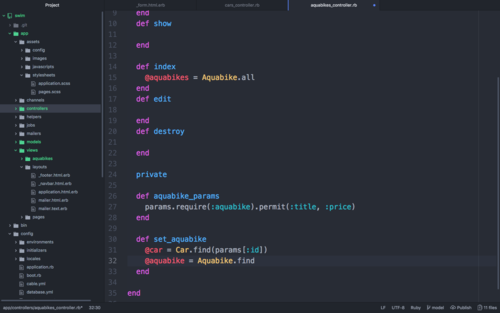 Project
_form.html.erb
cars_controller.rb
aquabikes_controller.rb
swim
.git
app
assets
config
images
javascripts
stylesheets
application.scss
pages.scss
channels
controllers
helpers
jobs
mailers
models
views
aquabikes
layouts
_footer.html.erb
_navbar.html.erb
application.html.erb
mailer.html.erb
mailer.text.erb
pages
bin
config
environments
initializers
locales
application.rb
boot.rb
cable.yml
database.yml
9 end
10 def show
11
12 end
13
14 def index
15 @aquabikes = Aquabike.all
16 end
17 def edit
18
19 end
20 def destroy
21
22 end
23
24 private
25
26 def aquabike_params
27 params.require(:aquabike).permit(:title, :price)
28 end
29
30 def set_aquabike
31 @car = Car.find(params[:id])
32 @aquabike = Aquabike.find
33 end
34
35 end
app/controllers/aquabikes_controller.rb*
LF
UTF-8
Ruby
model
Publish
11 files